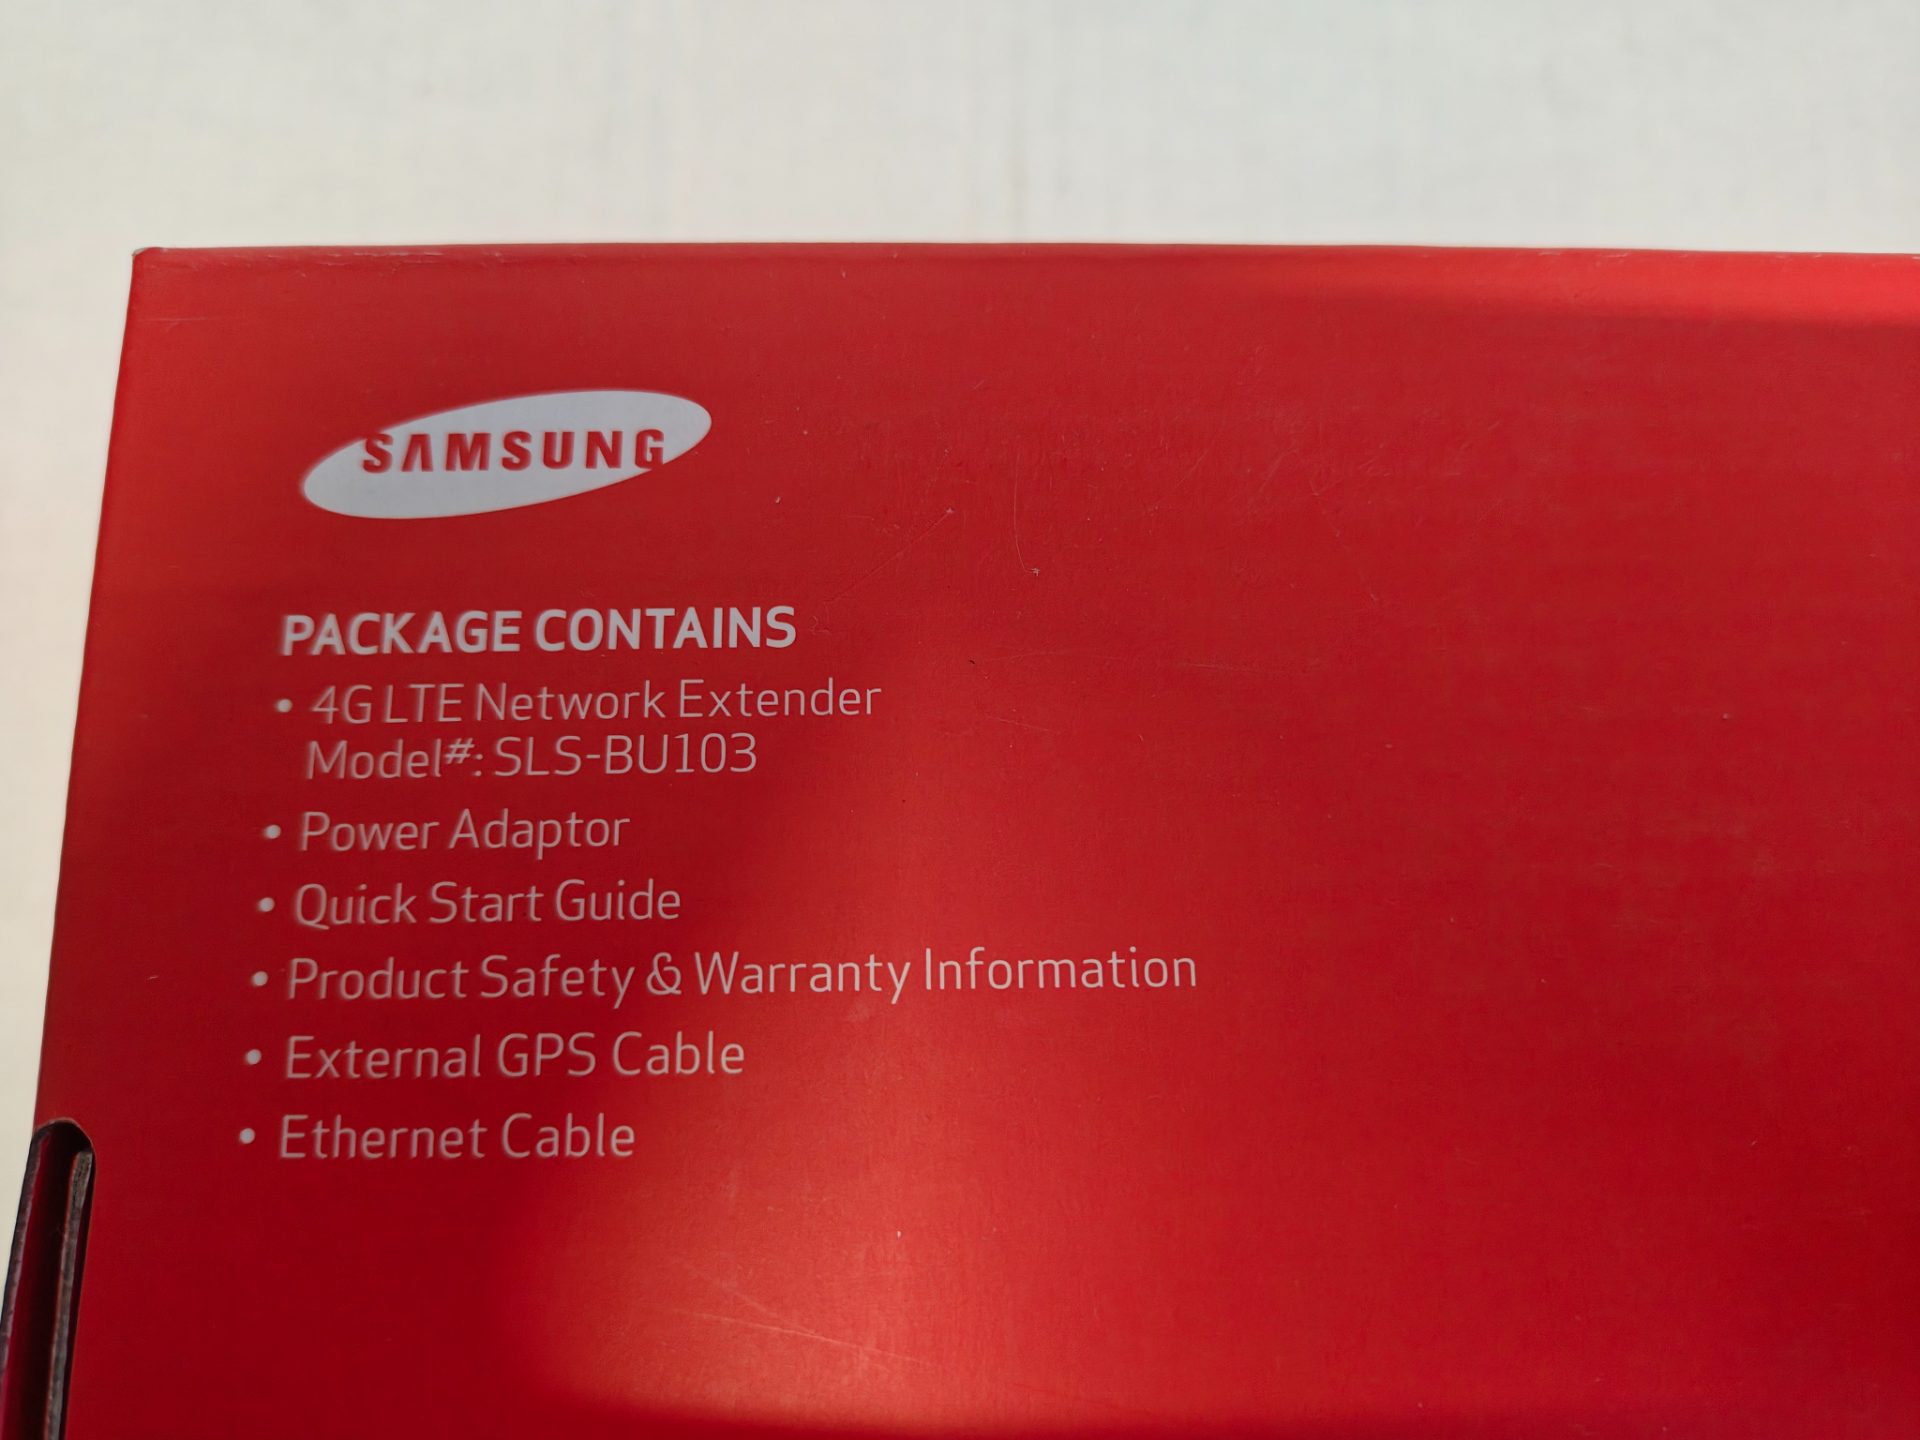 SAMSUNG
PACKAGE CONTAINS
• 4G LTE Network Extender
Model#: SLS-BU103
• Power Adaptor
• Quick Start Guide
• Product Safety & Warranty Information
• External GPS Cable
• Ethernet Cable